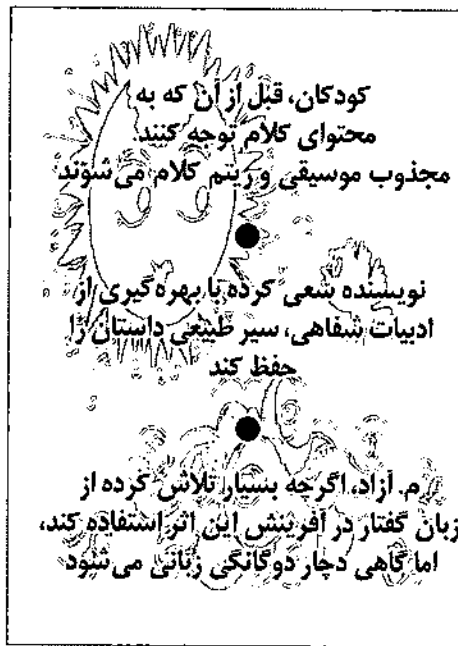 کودکان، قبل از آن که به
محتوای کلام توجه کنند
مجذوب موسیقی و ریتم کلام می‌شوند
نویسنده سعی کرده با بهره‌گیری از
ادبیات شفاهی، سیر طبیعی داستان را
حفظ کند
م. آزاد، اگرچه بسیار تلاش کرده از
زبان گفتار در آفرینش این اثر استفاده کند،
اما گاهی دچار دوگانگی زبانی می‌شود